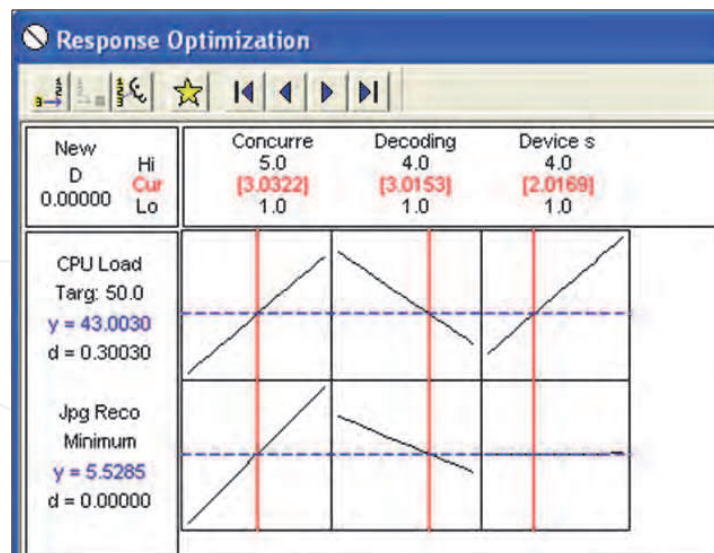 Response Optimization
New
D
0.00000
Hi
Cur
Lo
Concurre
5.0
[3.0322]
1.0
Decoding
4.0
[3.0153]
1.0
Device s
4.0
[2.0169]
1.0
CPU Load
Targ: 50.0
y = 43.0030
d = 0.30030
Jpg Reco
Minimum
y = 5.5285
d = 0.00000